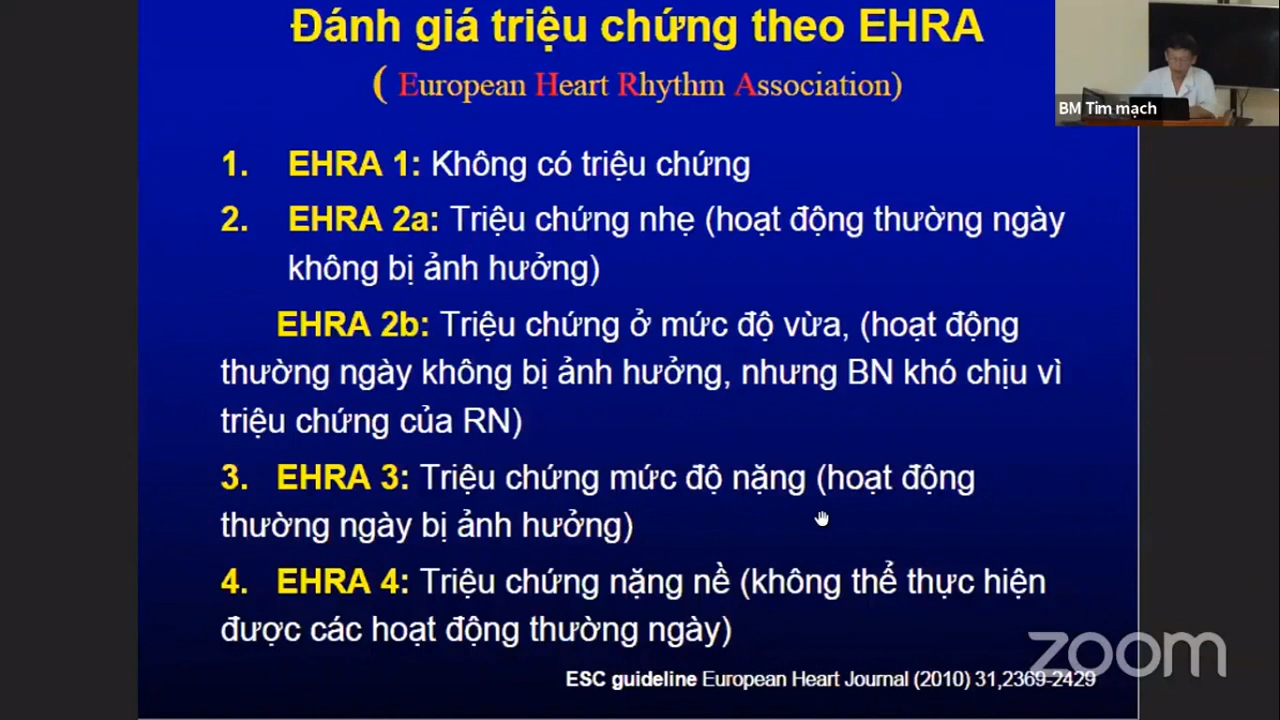 Đánh giá triệu chứng theo EHRA
( European Heart Rhythm Association)
BM Tim mạch
1. EHRA 1: Không có triệu chứng
2. EHRA 2a: Triệu chứng nhẹ (hoạt động thường ngày
không bị ảnh hưởng)
EHRA 2b: Triệu chứng ở mức độ vừa, (hoạt động
thường ngày không bị ảnh hưởng, nhưng BN khó chịu vì
triệu chứng của RN)
3. EHRA 3: Triệu chứng mức độ nặng (hoạt động
thường ngày bị ảnh hưởng)
4. EHRA 4: Triệu chứng nặng nề (không thể thực hiện
được các hoạt động thường ngày)
zoom
ESC guideline European Heart Journal (2010) 31,2369-2429